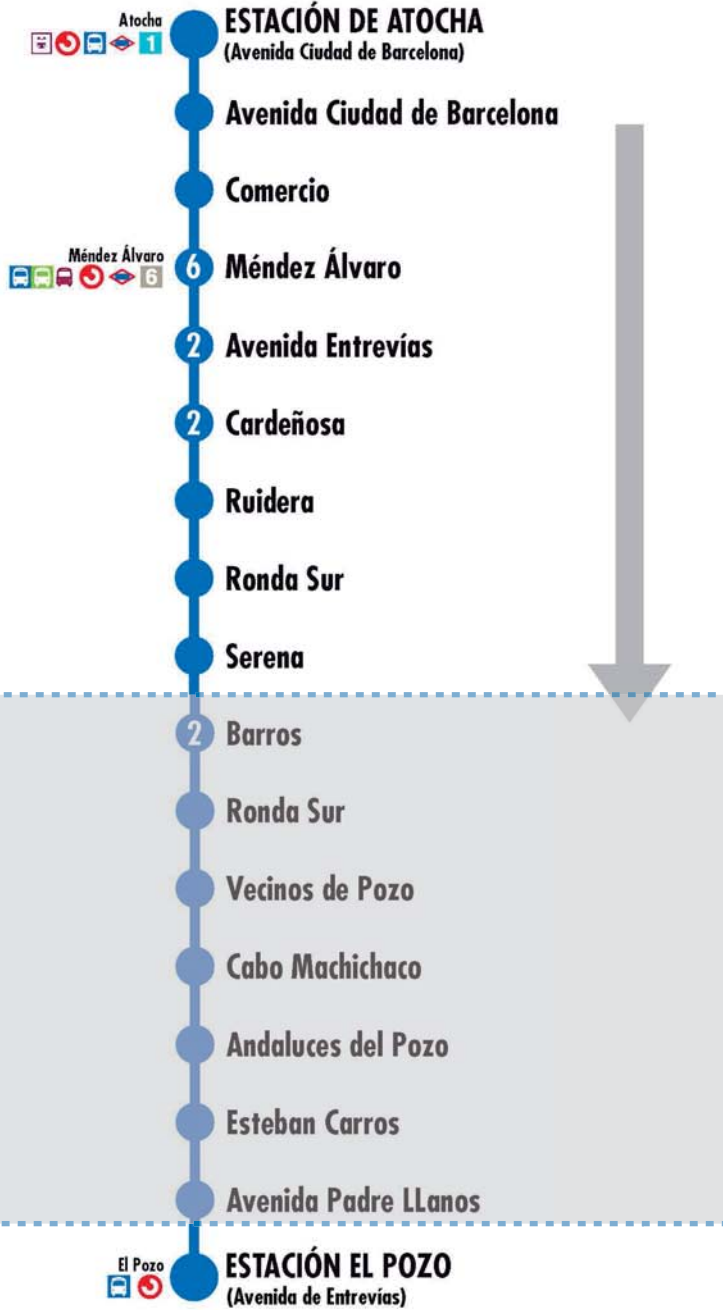 Atocha
1
ESTACIÓN DE ATOCHA
(Avenida Ciudad de Barcelona)
Avenida Ciudad de Barcelona
Comercio
Méndez Álvaro
6
6 Méndez Álvaro
2 Avenida Entrevías
2 Cardeñosa
Ruidera
Ronda Sur
Serena
2 Barros
Ronda Sur
Vecinos de Pozo
Cabo Machichaco
Andaluces del Pozo
Esteban Carros
Avenida Padre LLanos
El Pozo
ESTACIÓN EL POZO
(Avenida de Entrevías)